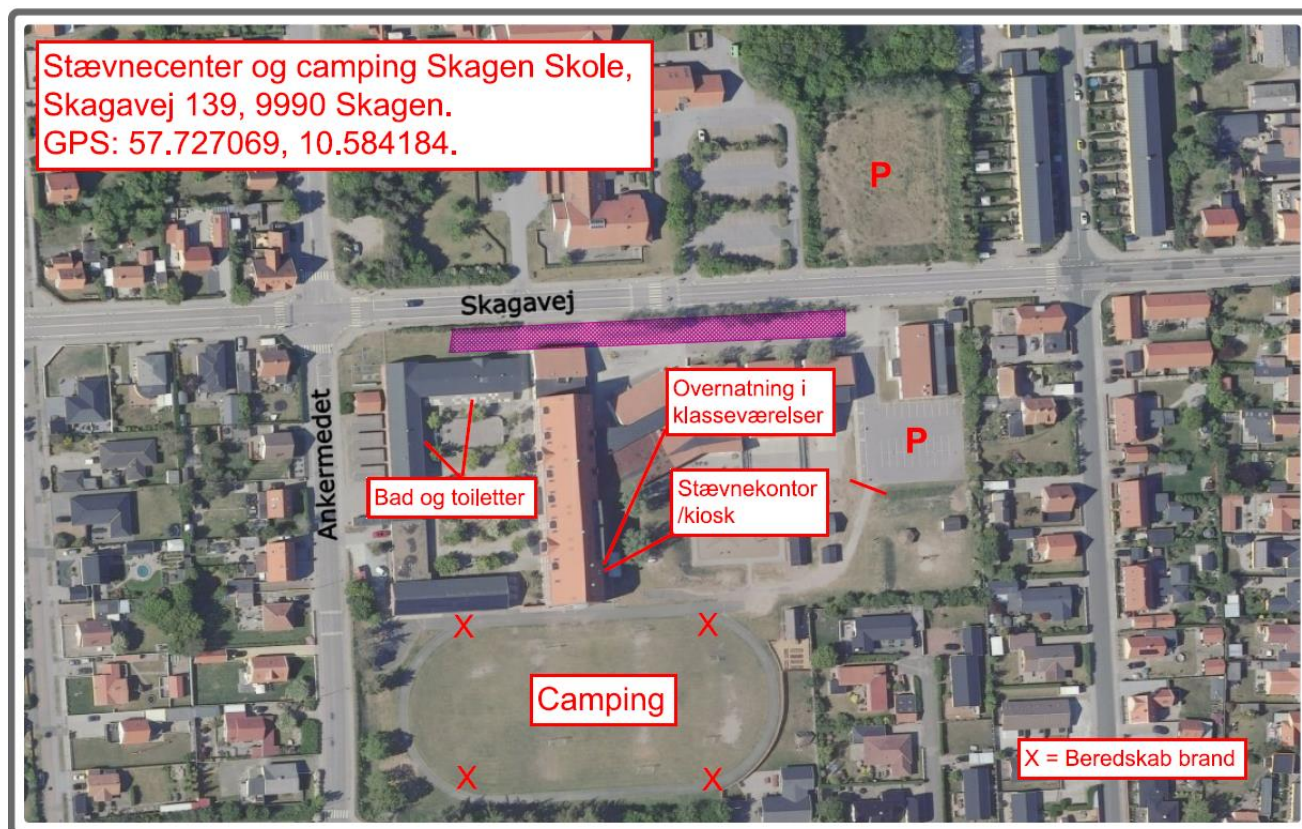 Stævnecenter og camping Skagen Skole,
Skagavej 139, 9990 Skagen.
GPS: 57.727069, 10.584184.
P
Skagavej
Ankermedet
Overnatning i
klasseværelser
P
Bad og toiletter
Stævnekontor
/kiosk
X
X
Camping
X
X
X = Beredskab brand